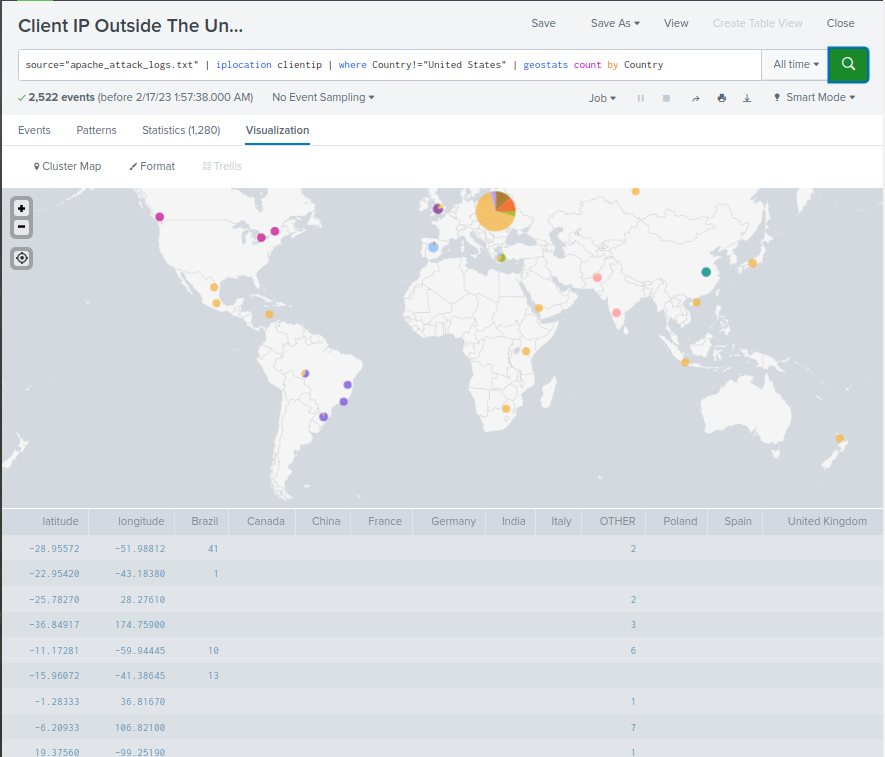 Client IP Outside The Un...
Save Save As View Create Table View Close
source="apache_attack_logs.txt" | iplocation clientip | where Country!="United States" | geostats count by Country
All time
2,522 events (before 2/17/23 1:57:38.000 AM) No Event Sampling Job Smart Mode
Events Patterns Statistics (1,280) Visualization
Cluster Map Format Trellis
latitude longitude Brazil Canada China France Germany India Italy OTHER Poland Spain United Kingdom
-28.95572 -51.98812 41 2
-22.95420 -43.18380 1
-25.78270 28.27610 2
-36.84917 174.75900 3
-11.17281 -59.94445 10 6
-15.96072 -41.38645 13
-1.28333 36.81670 1
-6.20933 106.82100 7
19.37560 -99.25190 1